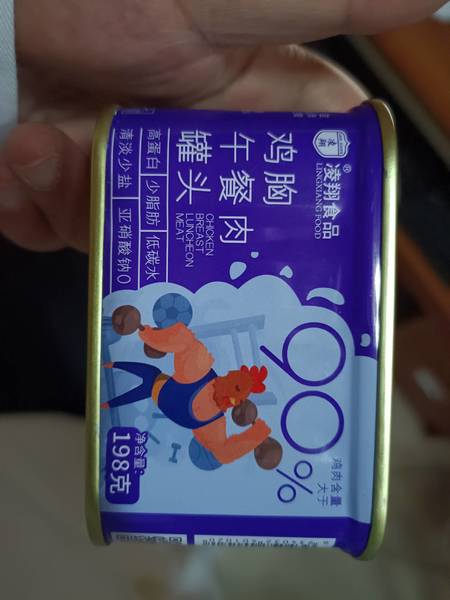 凌翔食品®
LINGXIANG FOOD
鸡胸
午餐肉
罐头
CHICKEN
BREAST
LUNCHEON
MEAT
高蛋白 少脂肪 低碳水
清淡少盐 亚硝酸钠0
鸡肉含量
大于
90%
净含量:
198克